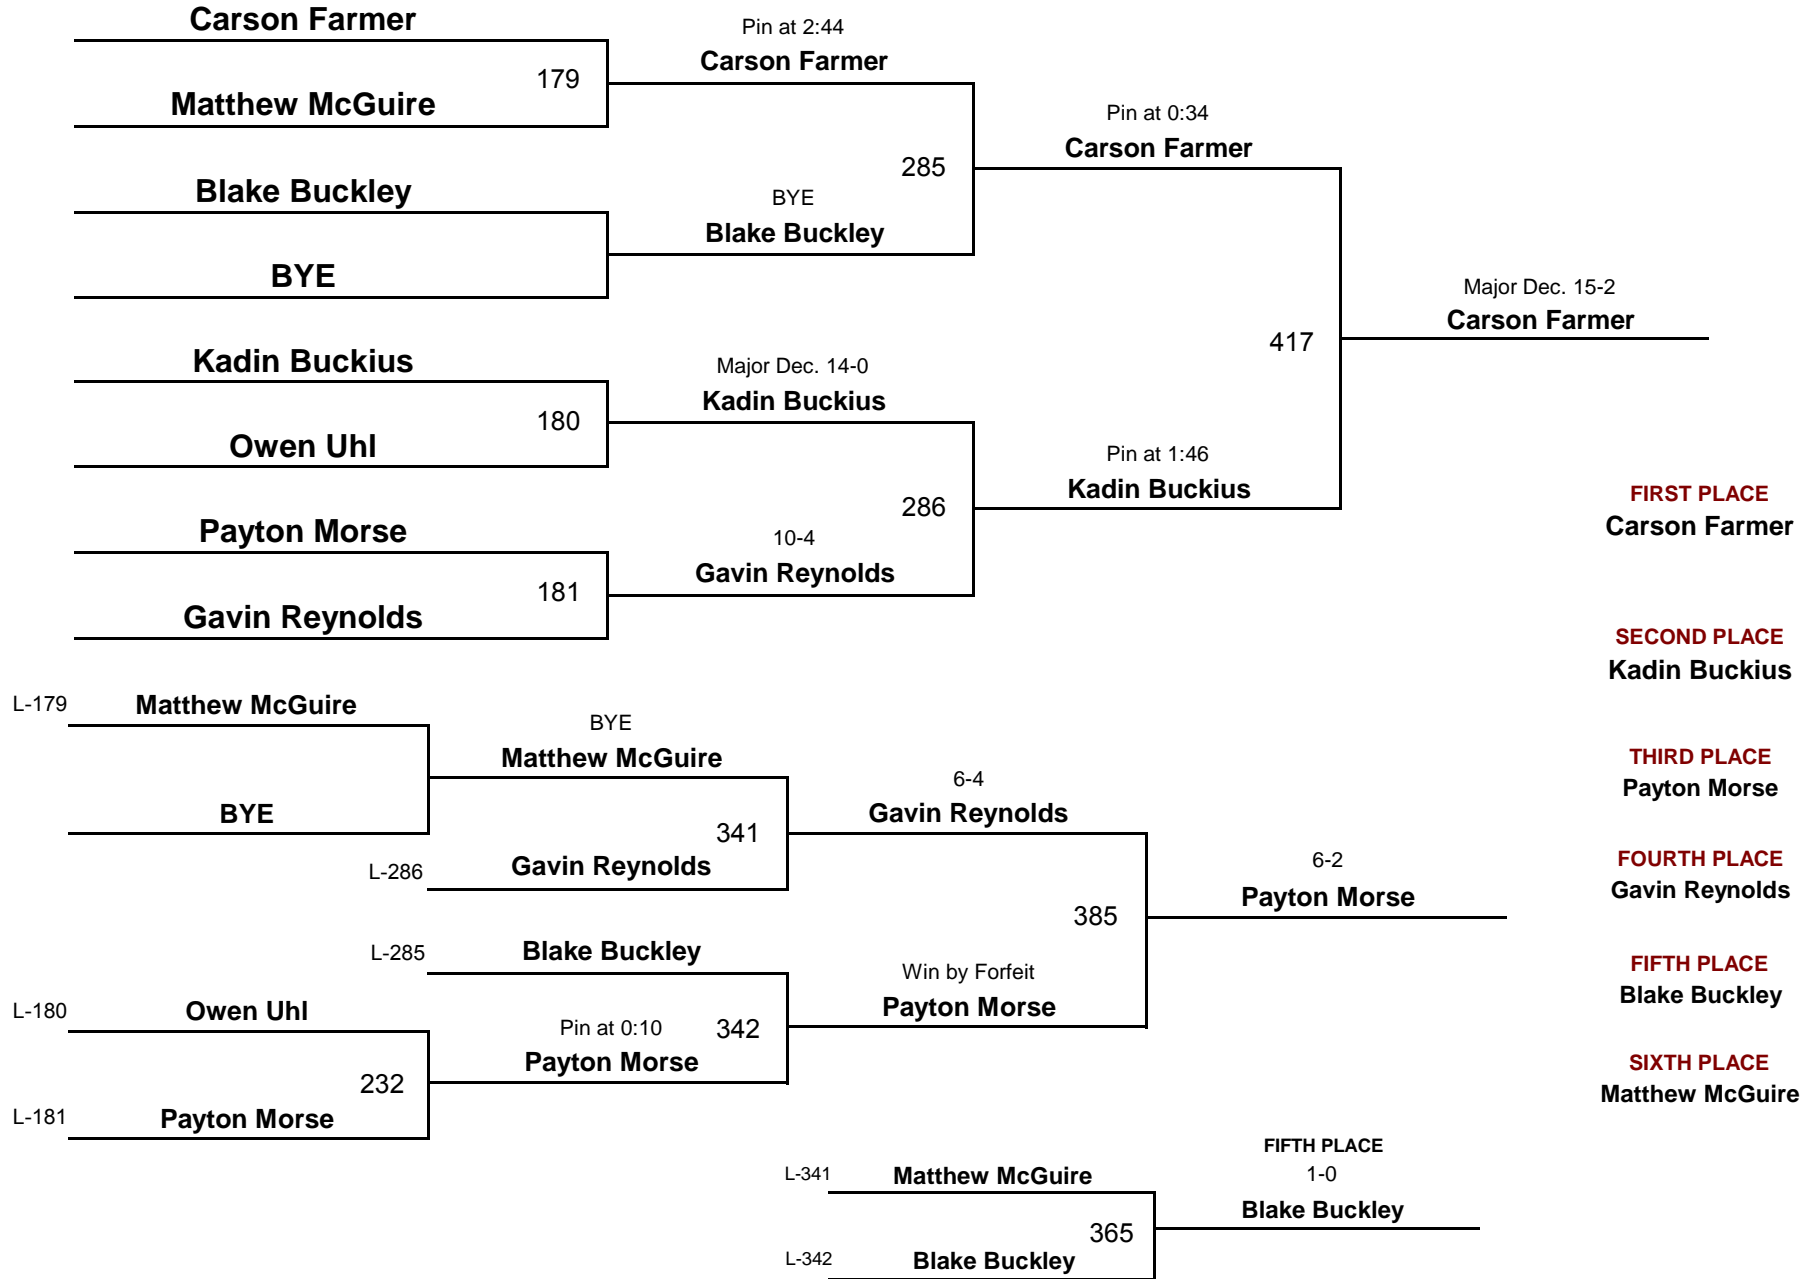 Carson Farmer
179
Matthew McGuire
Blake Buckley
BYE
Kadin Buckius
180
Owen Uhl
Payton Morse
181
Gavin Reynolds
Pin at 2:44
Carson Farmer
285
BYE
Blake Buckley
Major Dec. 14-0
Kadin Buckius
286
10-4
Gavin Reynolds
Pin at 0:34
Carson Farmer
417
Pin at 1:46
Kadin Buckius
Major Dec. 15-2
Carson Farmer
FIRST PLACE
Carson Farmer
SECOND PLACE
Kadin Buckius
THIRD PLACE
Payton Morse
FOURTH PLACE
Gavin Reynolds
FIFTH PLACE
Blake Buckley
SIXTH PLACE
Matthew McGuire
L-179 Matthew McGuire
BYE
BYE
Matthew McGuire
341
L-286 Gavin Reynolds
6-4
Gavin Reynolds
385
L-285 Blake Buckley
L-180 Owen Uhl
232
L-181 Payton Morse
Pin at 0:10
Payton Morse
342
Win by Forfeit
Payton Morse
6-2
Payton Morse
L-341 Matthew McGuire
365
L-342 Blake Buckley
FIFTH PLACE
1-0
Blake Buckley